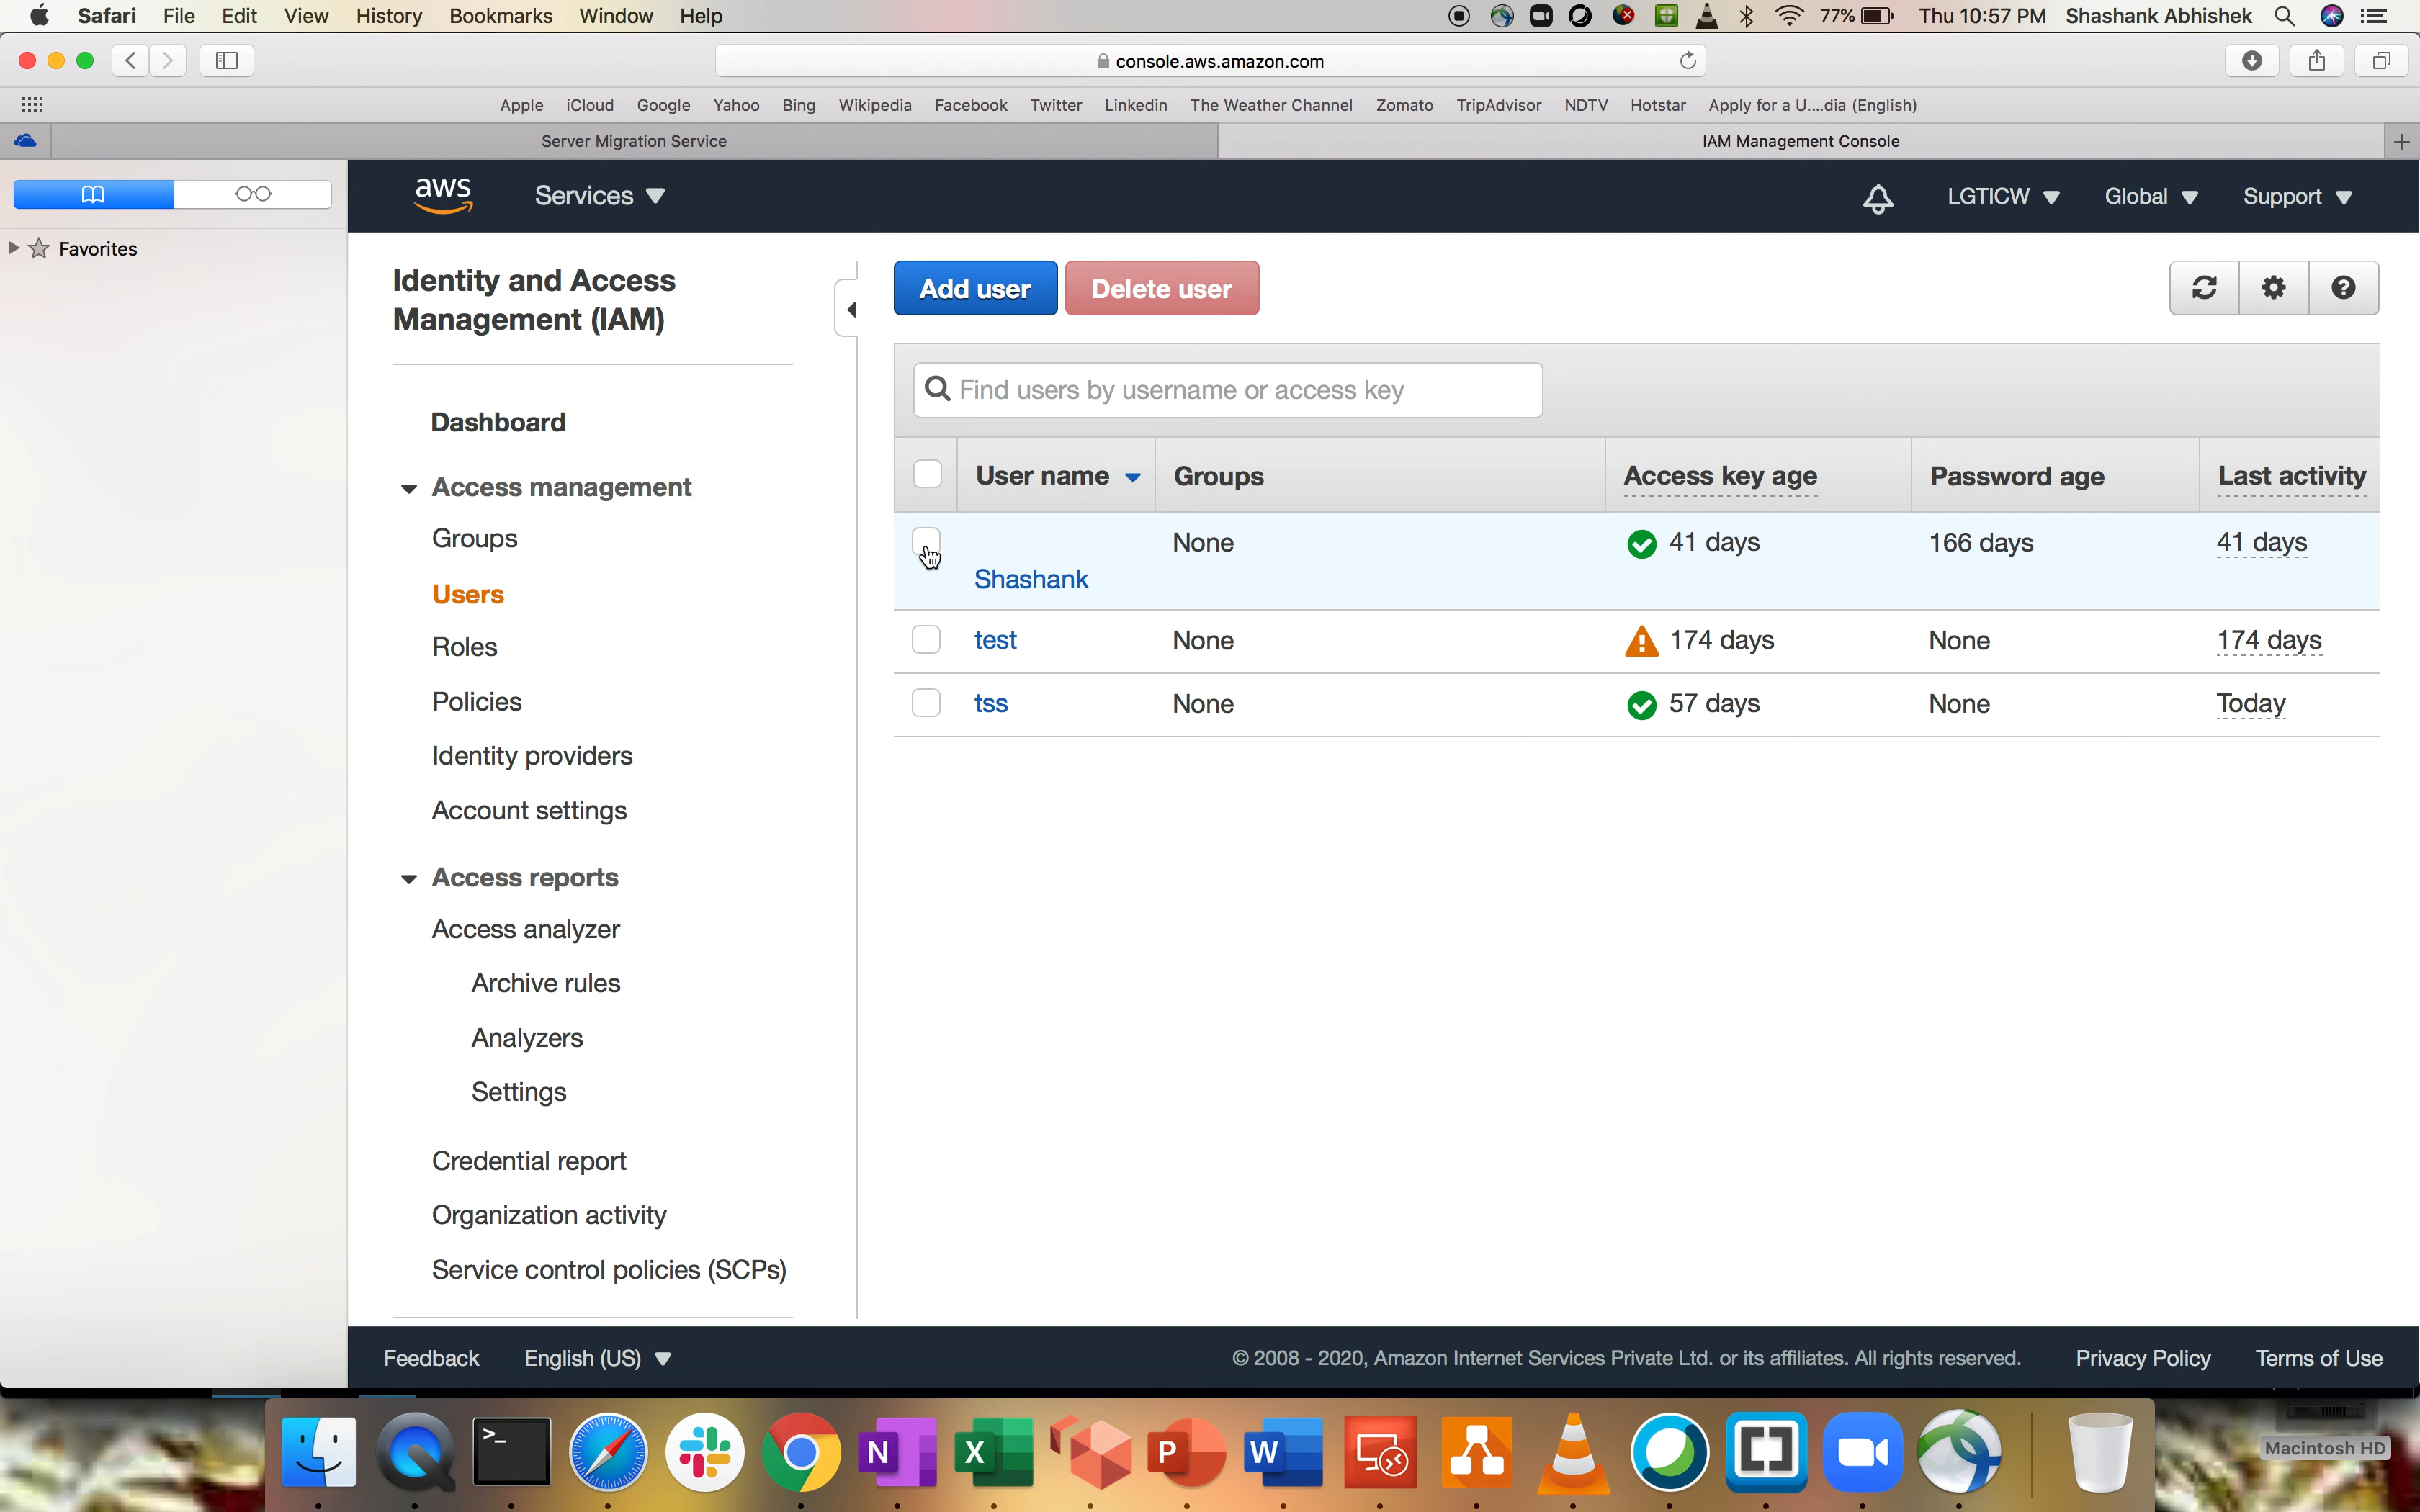 Safari File Edit View History Bookmarks Window Help 77% Thu 10:57 PM Shashank Abhishek
console.aws.amazon.com
Apple iCloud Google Yahoo Bing Wikipedia Facebook Twitter Linkedin The Weather Channel Zomato TripAdvisor NDTV Hotstar Apply for a U....dia (English)
Server Migration Service IAM Management Console
aws Services LGTICW Global Support
Favorites
Identity and Access
Management (IAM)
Dashboard
Access management
Groups
Users
Roles
Policies
Identity providers
Account settings
Access reports
Access analyzer
Archive rules
Analyzers
Settings
Credential report
Organization activity
Service control policies (SCPs)
Add user Delete user
Find users by username or access key
User name Groups Access key age Password age Last activity
Shashank None 41 days 166 days 41 days
test None 174 days None 174 days
tss None 57 days None Today
Feedback English (US) © 2008 - 2020, Amazon Internet Services Private Ltd. or its affiliates. All rights reserved. Privacy Policy Terms of Use
>_ N X P W
Macintosh HD